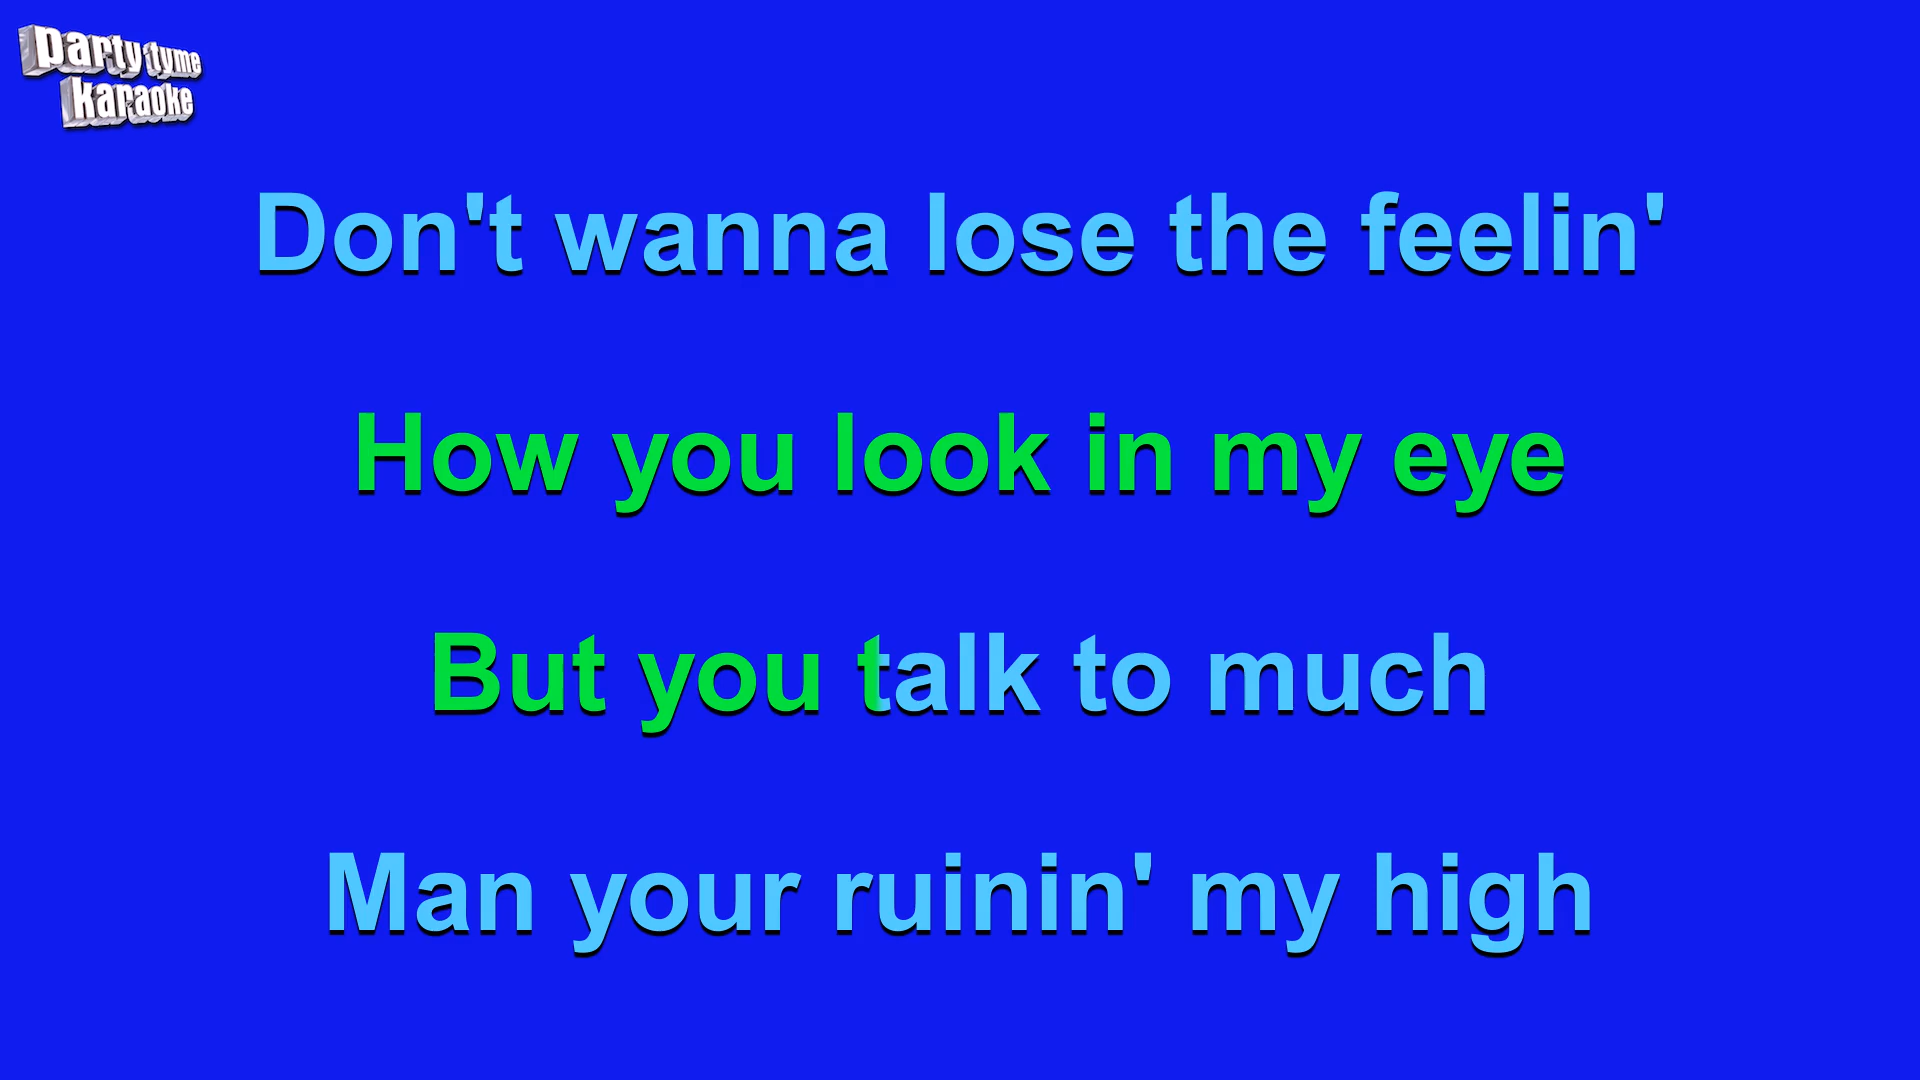 party tyme
karaoke
Don't wanna lose the feelin'
How you look in my eye
But you talk to much
Man your ruinin' my high